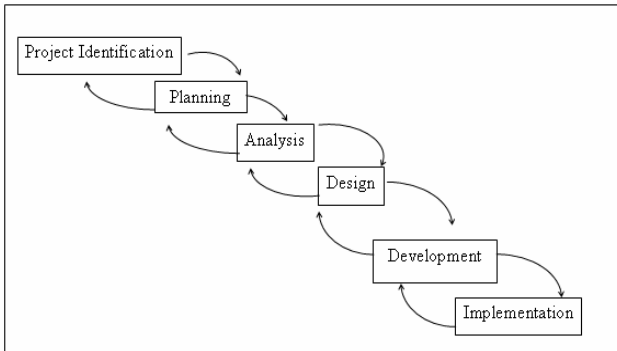 Project Identification
Planning
Analysis
Design
Development
Implementation